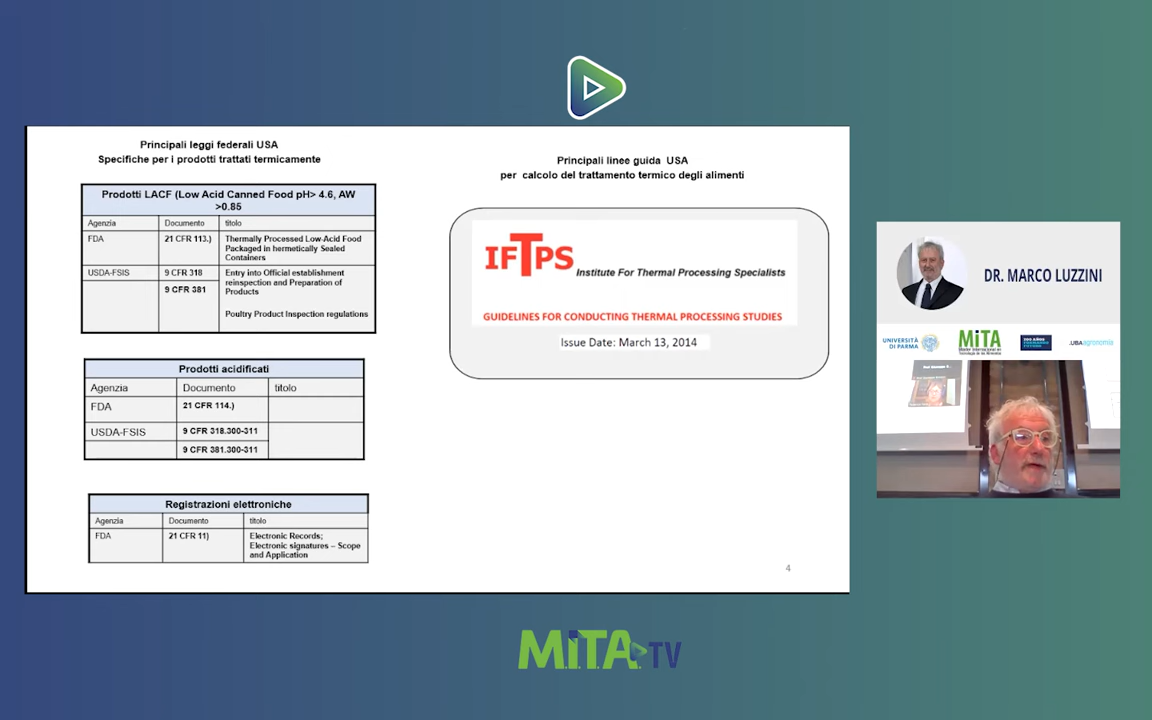 Principali leggi federali USA
Specifiche per i prodotti trattati termicamente
Prodotti LACF (Low Acid Canned Food pH> 4.6, AW
>0.85
Agenzia Documento titolo
FDA 21 CFR 113.) Thermally Processed Low-Acid Food
Packaged in hermetically Sealed
Containers
USDA-FSIS 9 CFR 318 Entry into Official establishment
reinspection and Preparation of
9 CFR 381 Products
Poultry Product Inspection regulations
Prodotti acidificati
Agenzia Documento titolo
FDA 21 CFR 114.)
USDA-FSIS 9 CFR 318.300-311
9 CFR 381.300-311
Registrazioni elettroniche
Agenzia Documento titolo
FDA 21 CFR 11) Electronic Records;
Electronic signatures – Scope
and Application
Principali linee guida USA
per calcolo del trattamento termico degli alimenti
IFTPS Institute For Thermal Processing Specialists
GUIDELINES FOR CONDUCTING THERMAL PROCESSING STUDIES
Issue Date: March 13, 2014
4
DR. MARCO LUZZINI
UNIVERSITÀ
DI PARMA
MiTA
.UBAagronomia
M.i.T.A. TV